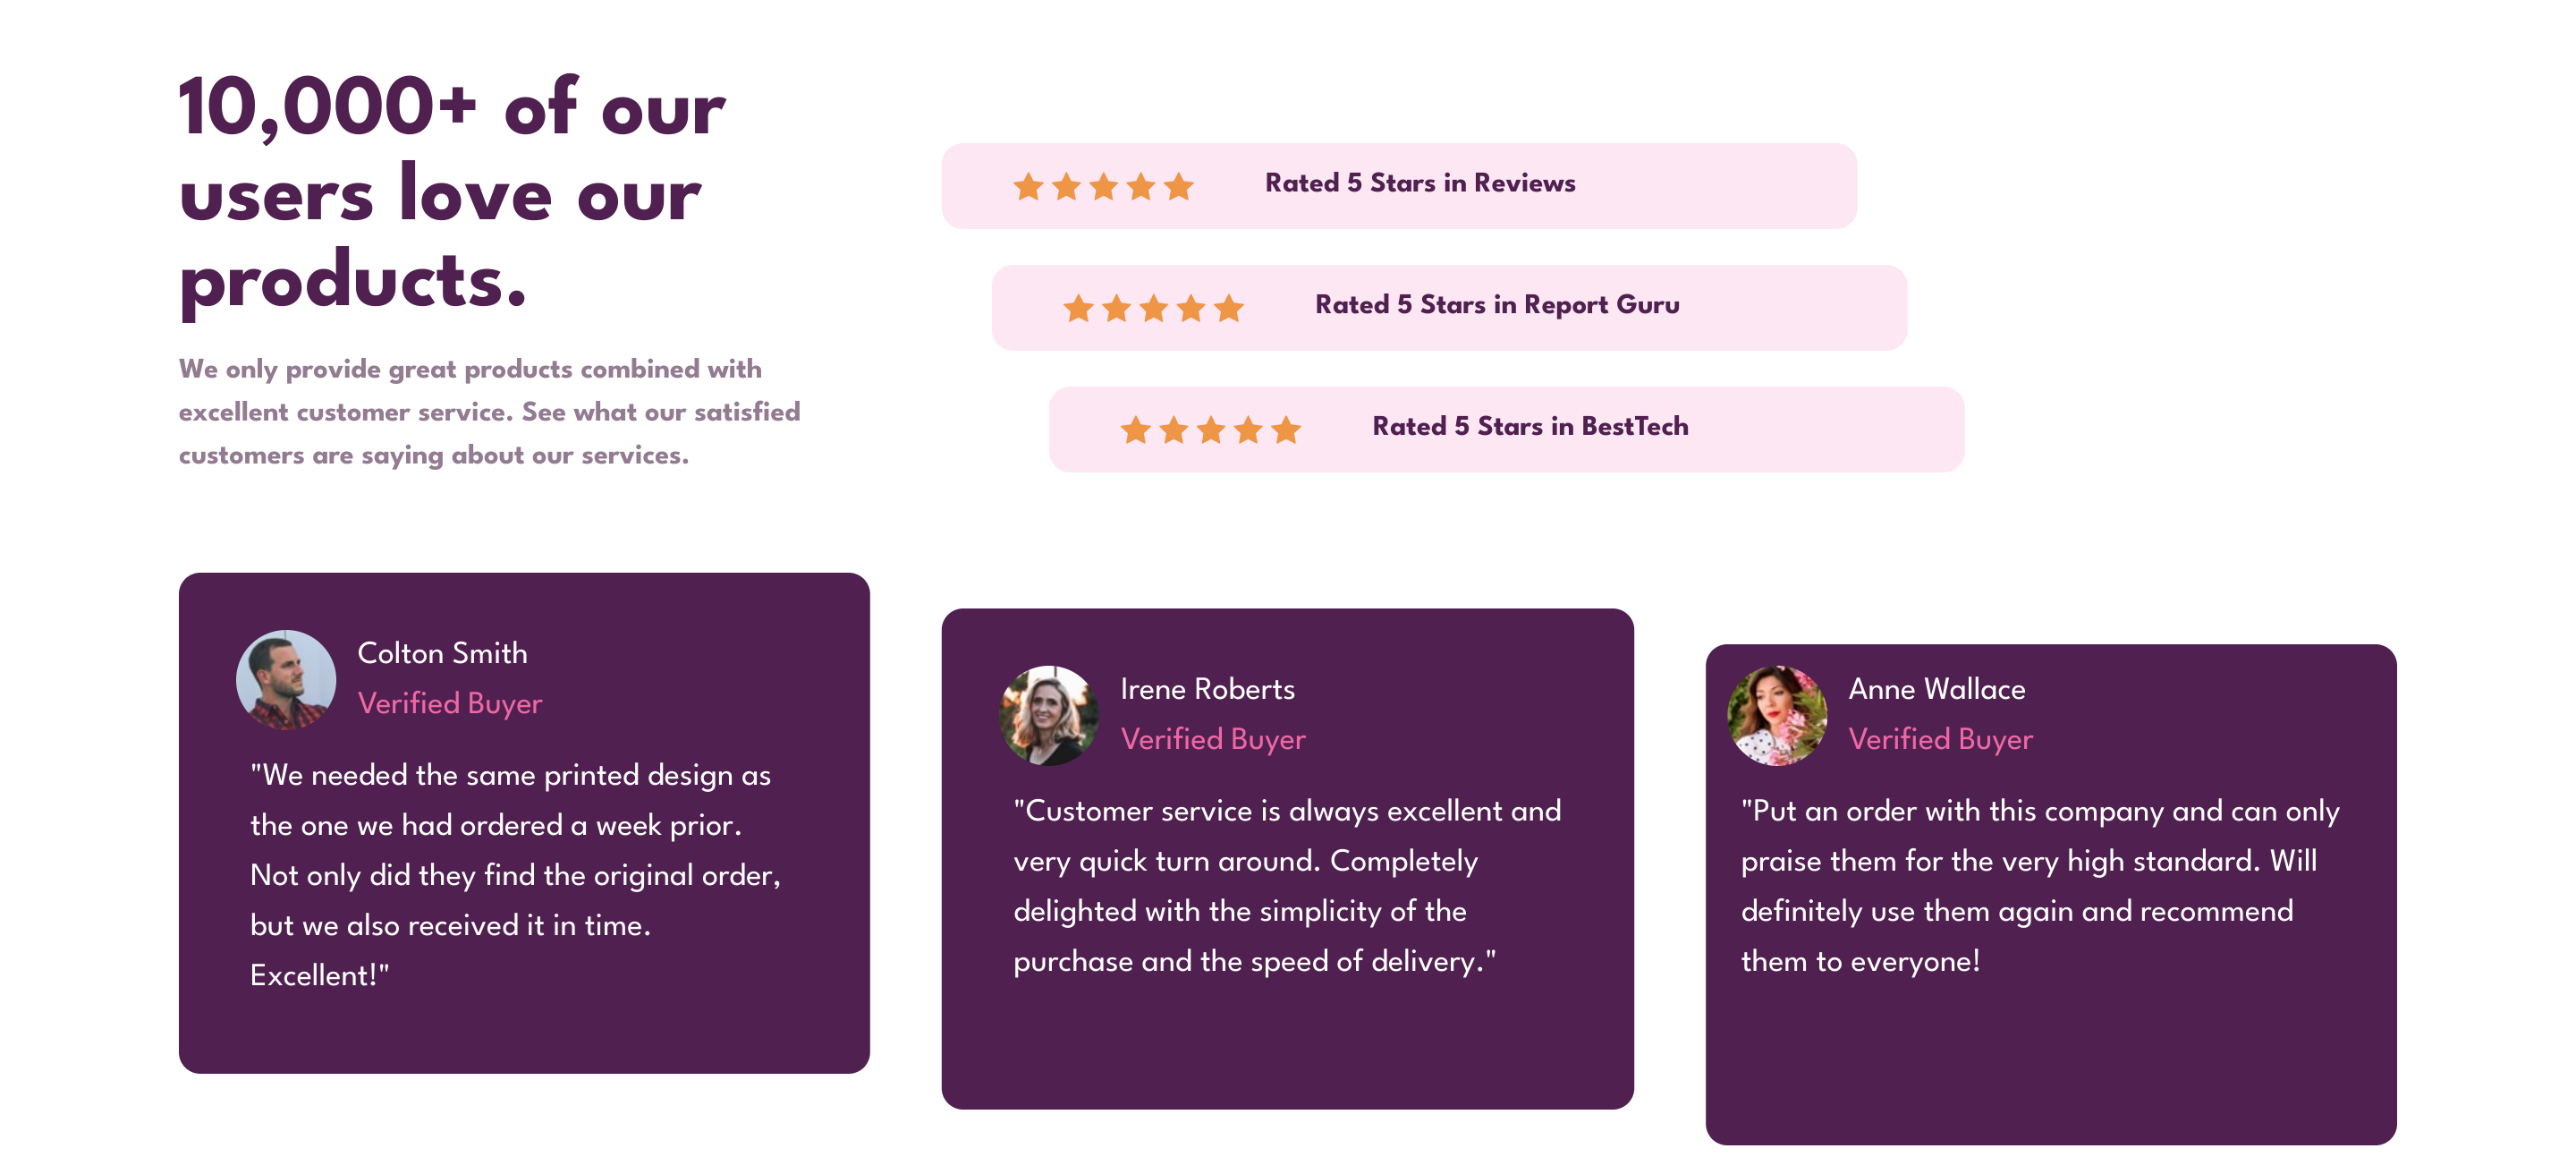 10,000+ of our
users love our
products.
We only provide great products combined with
excellent customer service. See what our satisfied
customers are saying about our services.
Rated 5 Stars in Reviews
Rated 5 Stars in Report Guru
Rated 5 Stars in BestTech
Colton Smith
Verified Buyer
"We needed the same printed design as
the one we had ordered a week prior.
Not only did they find the original order,
but we also received it in time.
Excellent!"
Irene Roberts
Verified Buyer
"Customer service is always excellent and
very quick turn around. Completely
delighted with the simplicity of the
purchase and the speed of delivery."
Anne Wallace
Verified Buyer
"Put an order with this company and can only
praise them for the very high standard. Will
definitely use them again and recommend
them to everyone!